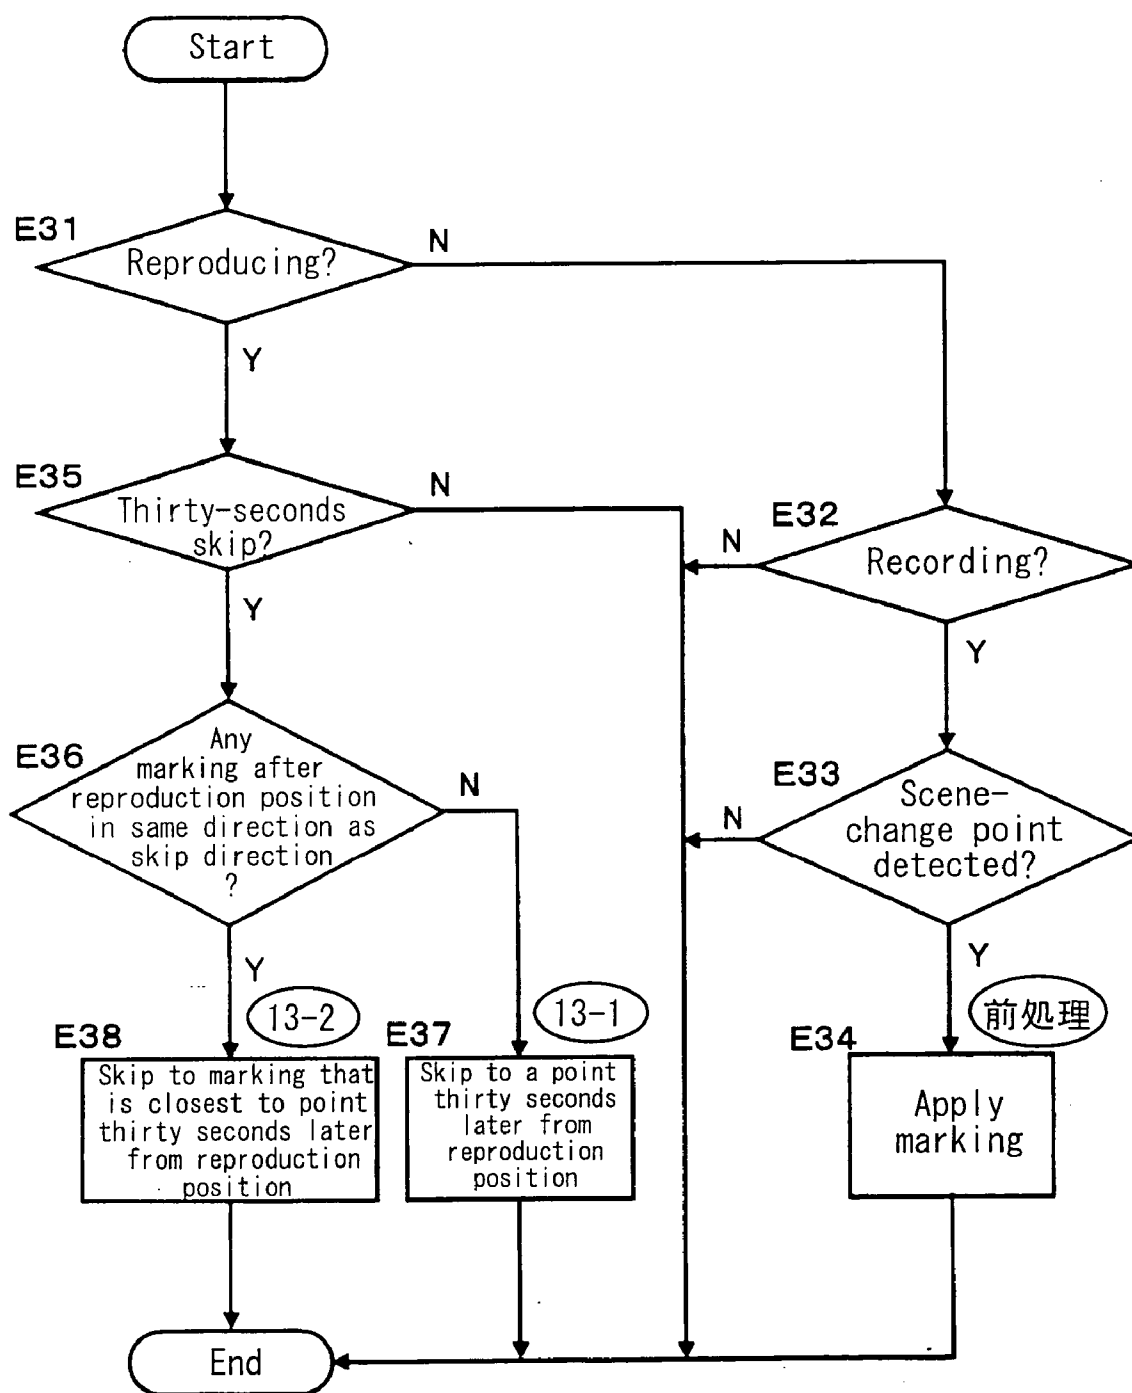 Start
E31
Reproducing?
N
Y
E35
Thirty-seconds
skip?
N
Y
E32
Recording?
N
Y
E36
Any
marking after
reproduction position
in same direction as
skip direction
?
N
Y
E33
Scene-
change point
detected?
N
Y
13-2
13-1
前処理
E38
Skip to marking that
is closest to point
thirty seconds later
from reproduction
position
E37
Skip to a point
thirty seconds
later from
reproduction
position
E34
Apply
marking
End